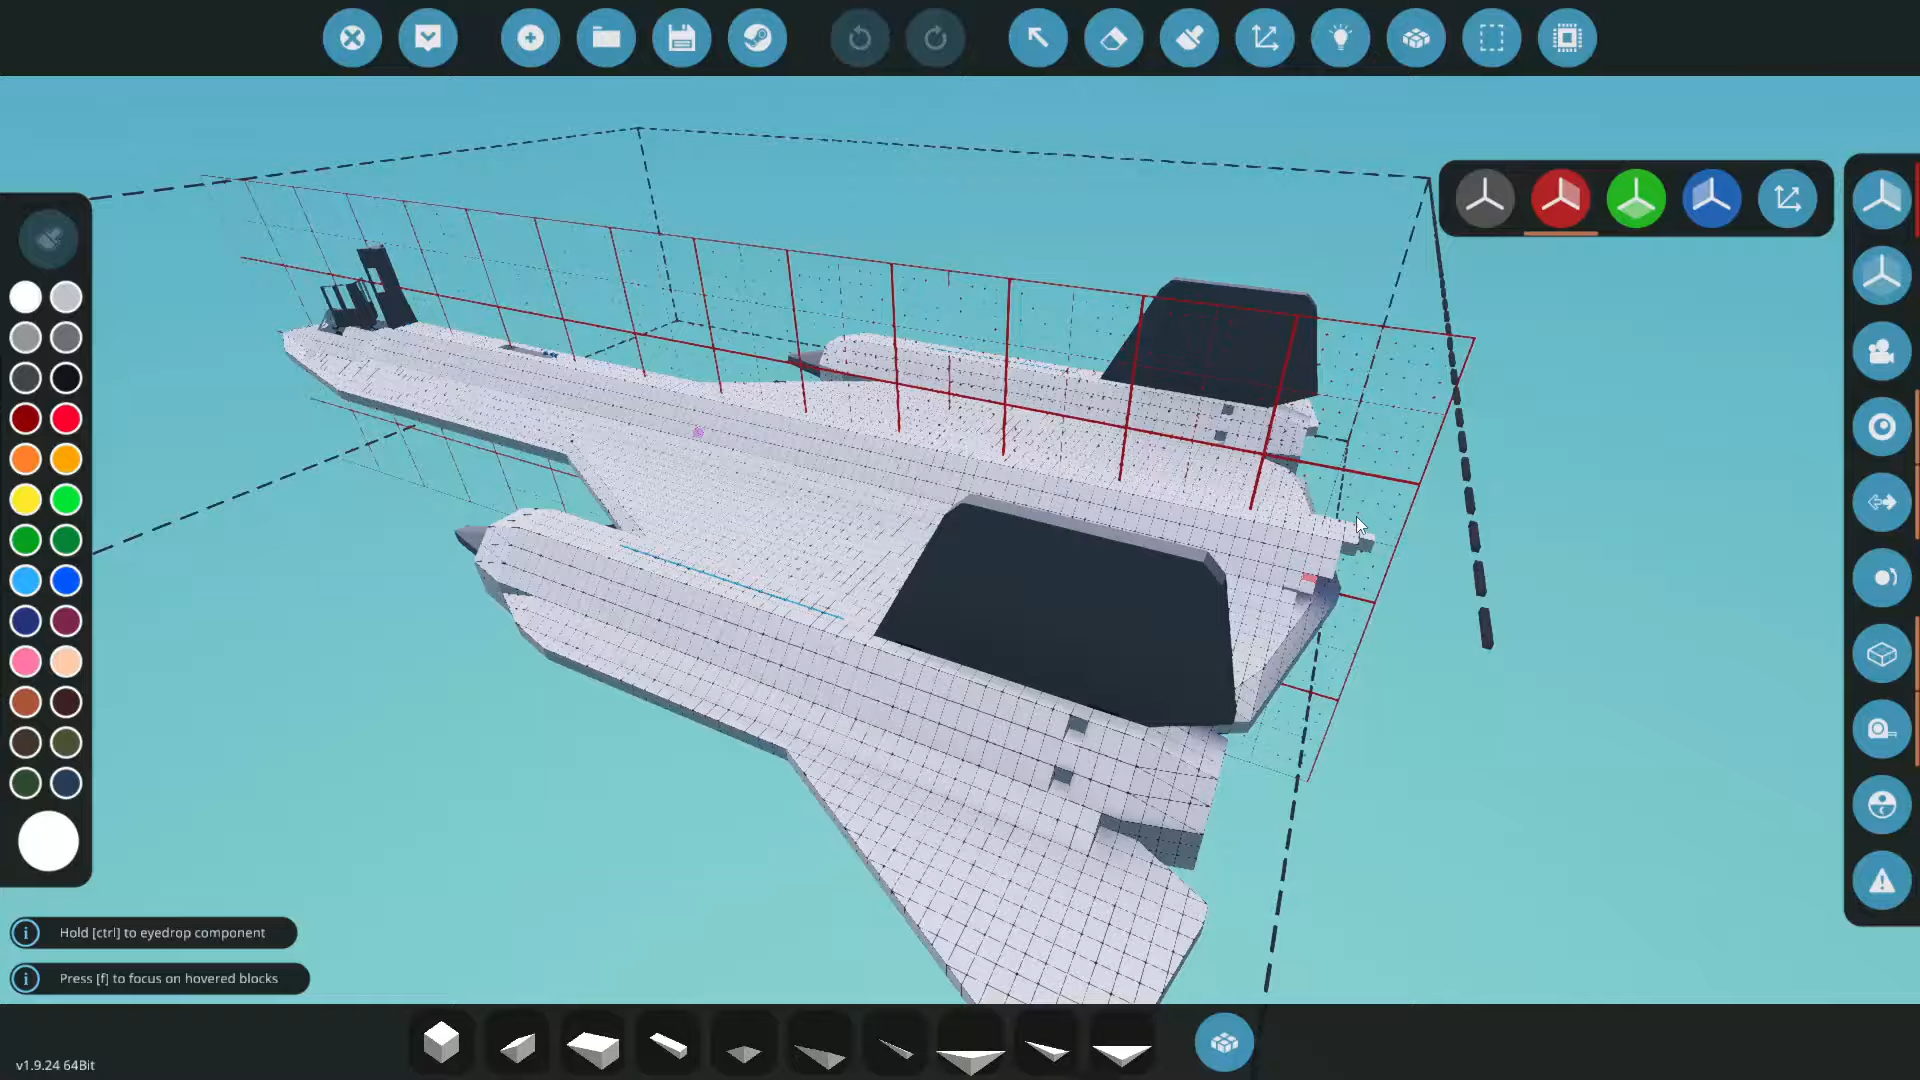 Hold [ctrl] to eyedrop component
Press [f] to focus on hovered blocks
v1.9.24 64Bit